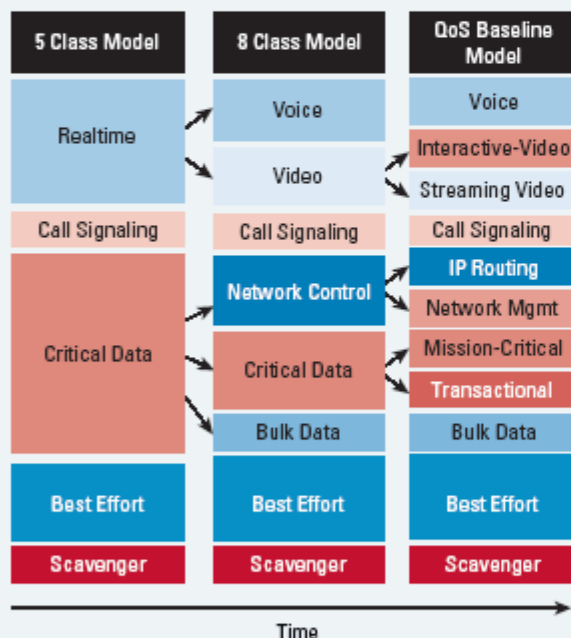 5 Class Model
Realtime
Call Signaling
Critical Data
Best Effort
Scavenger
8 Class Model
Voice
Video
Call Signaling
Network Control
Critical Data
Bulk Data
Best Effort
Scavenger
QoS Baseline
Model
Voice
Interactive-Video
Streaming Video
Call Signaling
IP Routing
Network Mgmt
Mission-Critical
Transactional
Bulk Data
Best Effort
Scavenger
Time